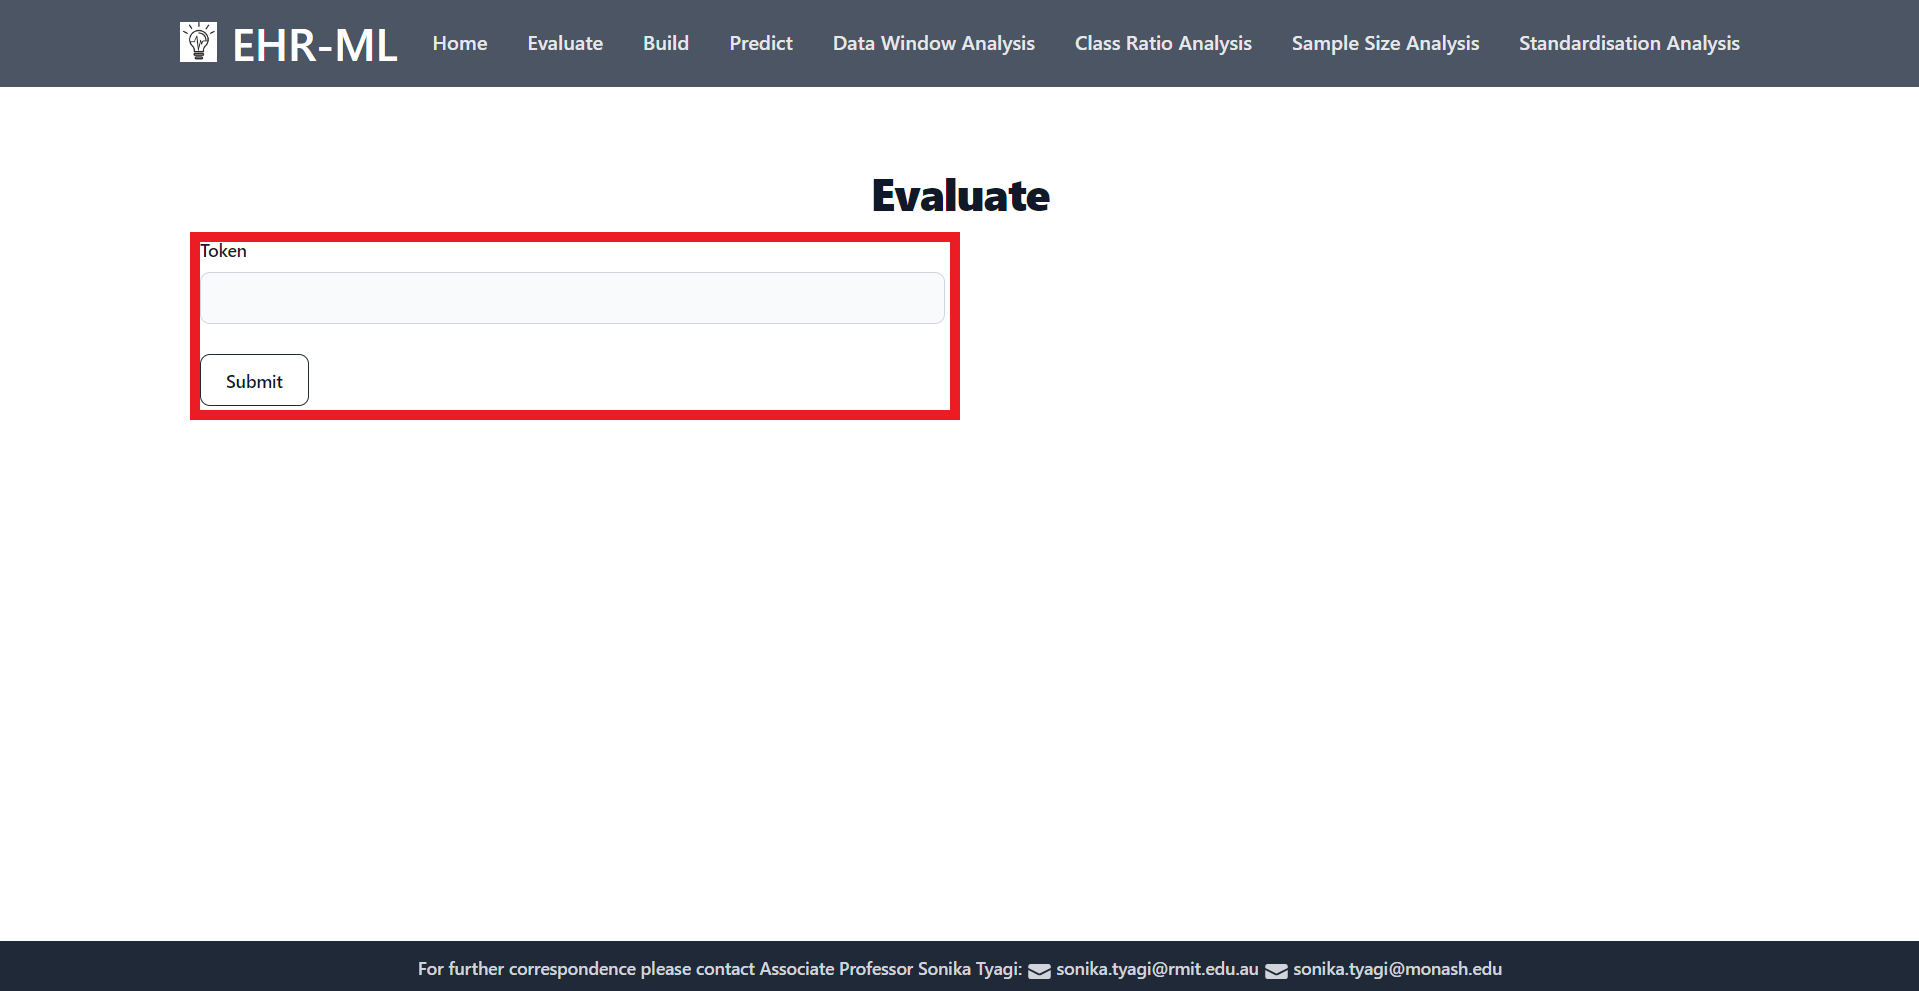 EHR-ML Home Evaluate Build Predict Data Window Analysis Class Ratio Analysis Sample Size Analysis Standardisation Analysis
Evaluate
Token
Submit
For further correspondence please contact Associate Professor Sonika Tyagi: sonika.tyagi@rmit.edu.au sonika.tyagi@monash.edu